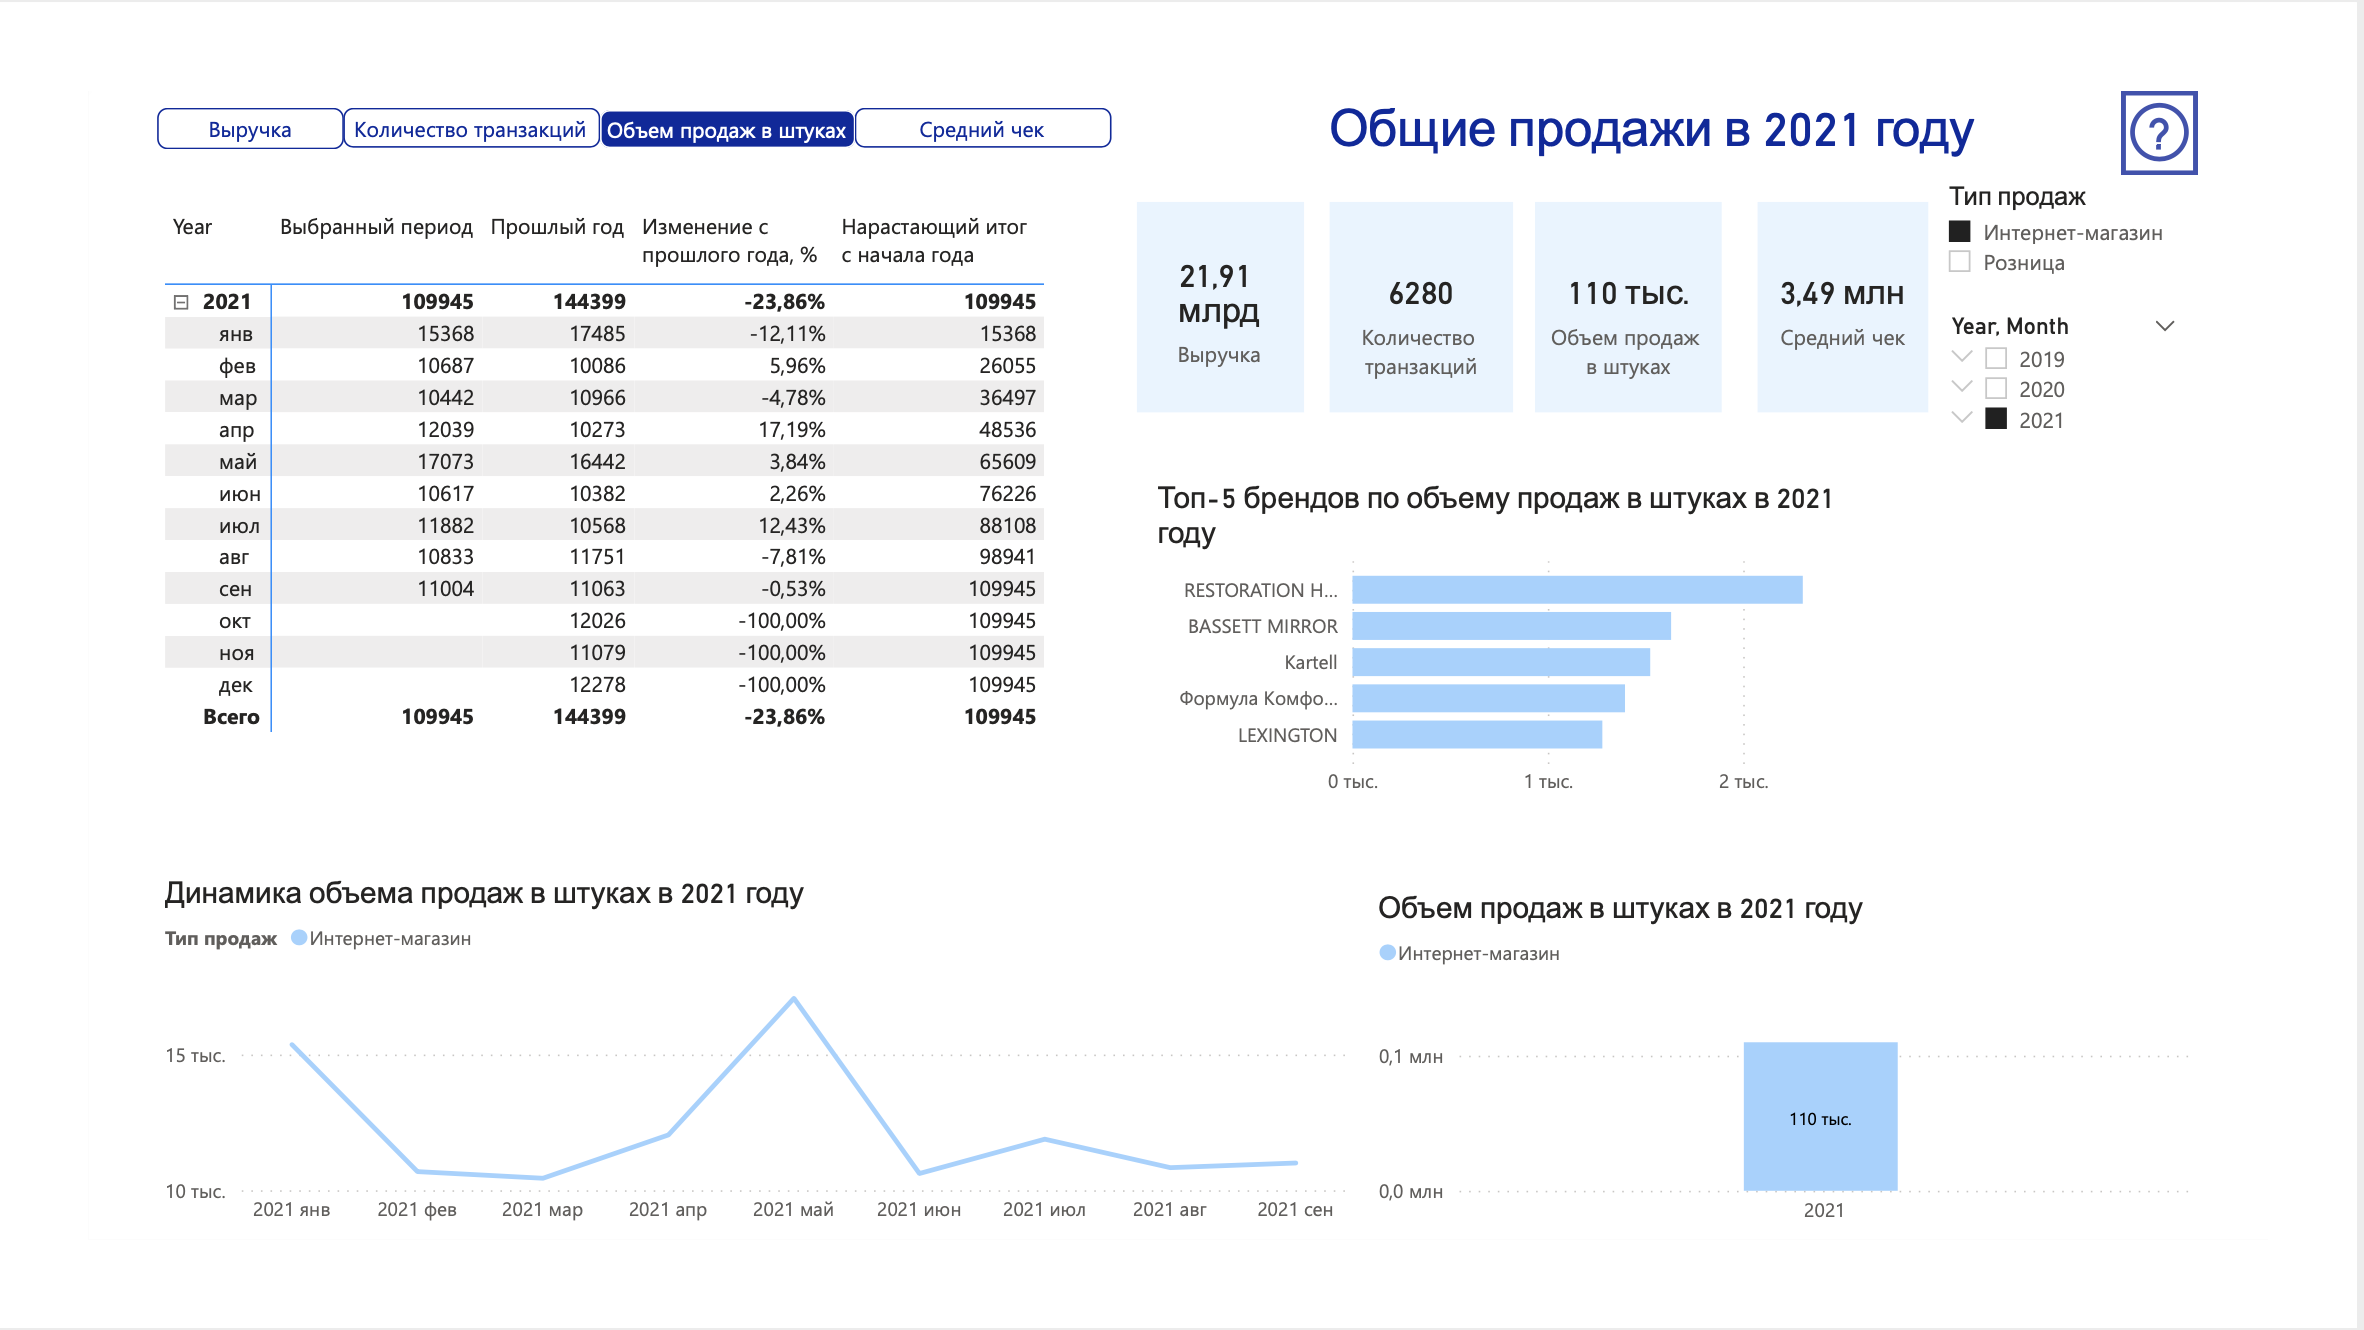 Выручка
Количество транзакций
Объем продаж в штуках
Средний чек
Общие продажи в 2021 году
?
Year Выбранный период Прошлый год Изменение с прошлого года, % Нарастающий итог с начала года
2021 109945 144399 -23,86% 109945
янв 15368 17485 -12,11% 15368
фев 10687 10086 5,96% 26055
мар 10442 10966 -4,78% 36497
апр 12039 10273 17,19% 48536
май 17073 16442 3,84% 65609
июн 10617 10382 2,26% 76226
июл 11882 10568 12,43% 88108
авг 10833 11751 -7,81% 98941
сен 11004 11063 -0,53% 109945
окт 12026 -100,00% 109945
ноя 11079 -100,00% 109945
дек 12278 -100,00% 109945
Всего 109945 144399 -23,86% 109945
21,91
млрд
Выручка
6280
Количество
транзакций
110 тыс.
Объем продаж
в штуках
3,49 млн
Средний чек
Тип продаж
Интернет-магазин
Розница
Year, Month
2019
2020
2021
Топ-5 брендов по объему продаж в штуках в 2021
году
RESTORATION H...
BASSETT MIRROR
Kartell
Формула Комфо...
LEXINGTON
0 тыс. 1 тыс. 2 тыс.
Динамика объема продаж в штуках в 2021 году
Тип продаж Интернет-магазин
15 тыс.
10 тыс.
2021 янв 2021 фев 2021 мар 2021 апр 2021 май 2021 июн 2021 июл 2021 авг 2021 сен
Объем продаж в штуках в 2021 году
Интернет-магазин
0,1 млн
110 тыс.
0,0 млн
2021